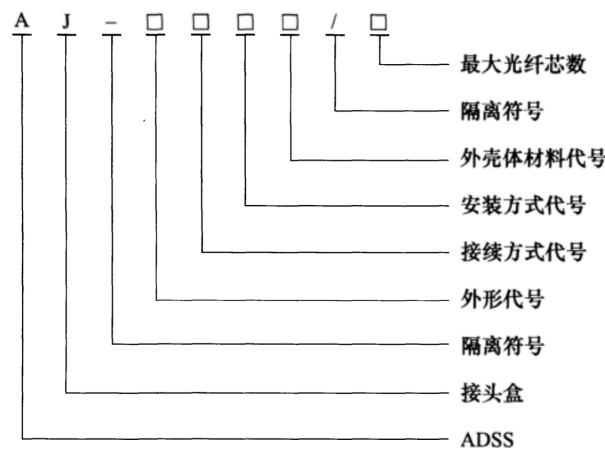 A J – □ □ □ □ / □
最大光纤芯数
隔离符号
外壳体材料代号
安装方式代号
接续方式代号
外形代号
隔离符号
接头盒
ADSS